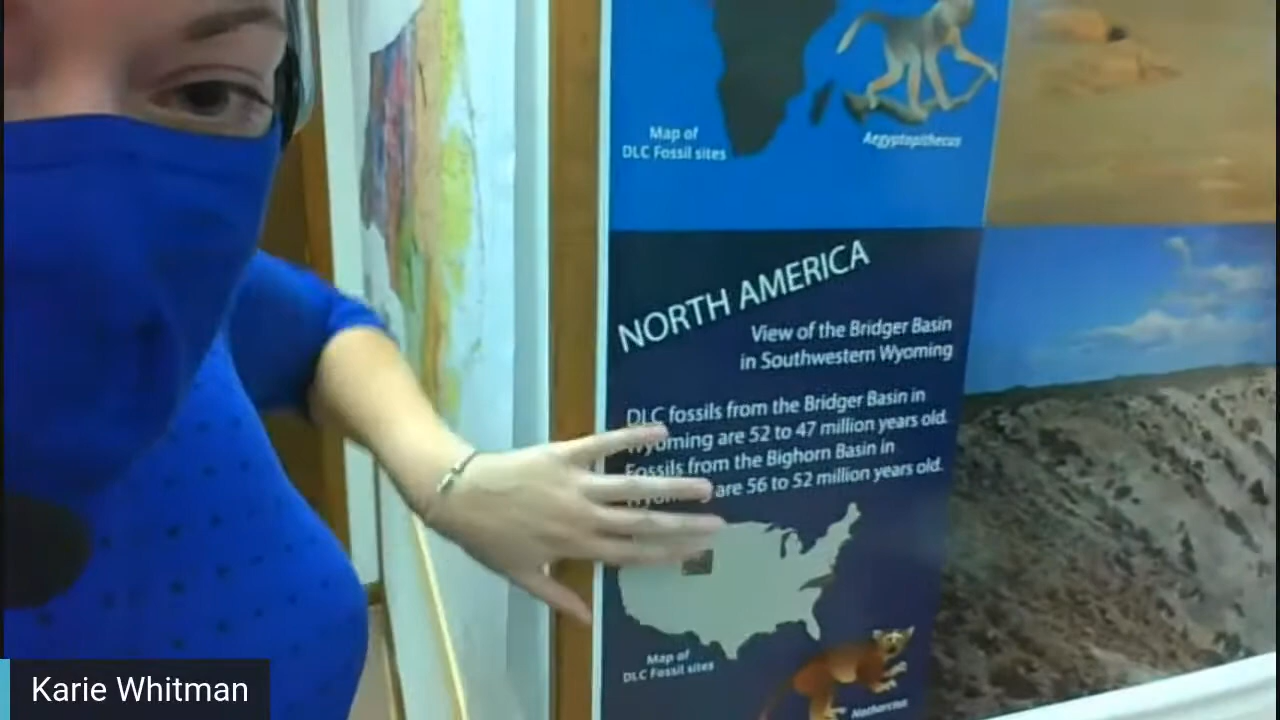 Map of
DLC Fossil sites
Aegyptopithecus
NORTH AMERICA
View of the Bridger Basin
in Southwestern Wyoming
DLC fossils from the Bridger Basin in
Wyoming are 52 to 47 million years old.
Fossils from the Bighorn Basin in
Wyoming are 56 to 52 million years old.
Map of
DLC Fossil sites
Notharctus
Karie Whitman